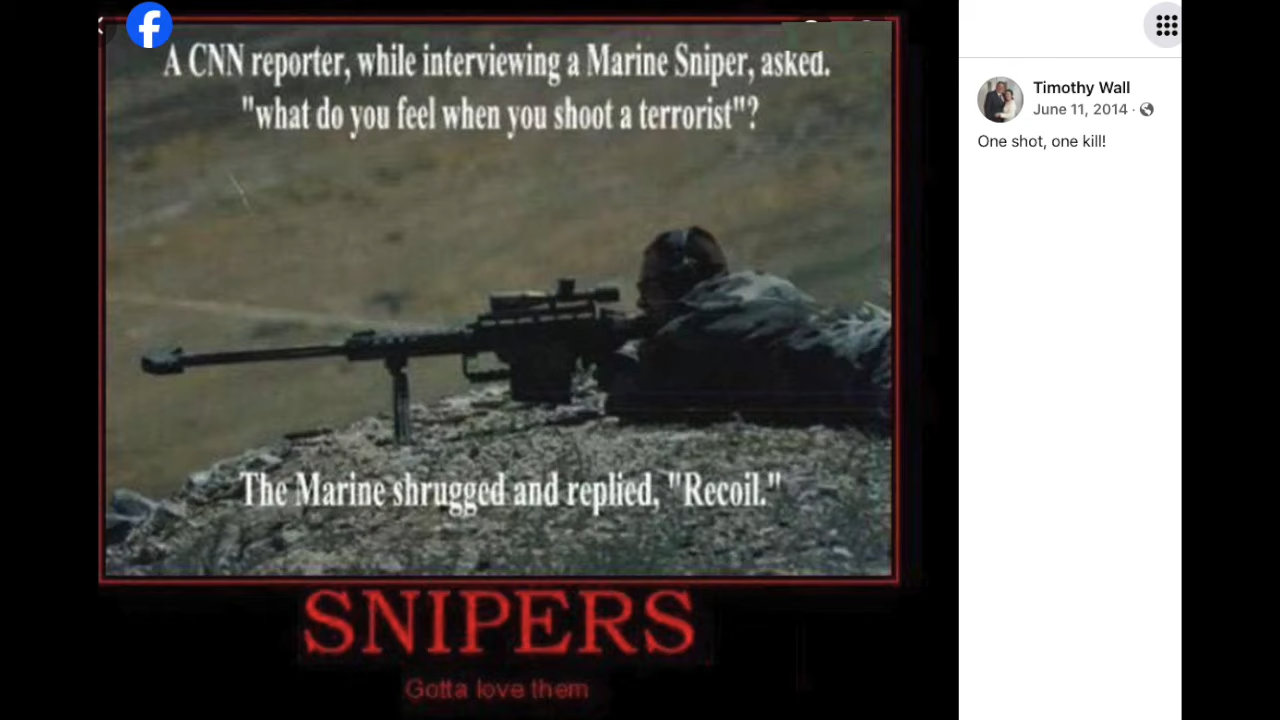 A CNN reporter, while interviewing a Marine Sniper, asked.
"what do you feel when you shoot a terrorist"?
The Marine shrugged and replied, "Recoil."
SNIPERS
Gotta love them
Timothy Wall
June 11, 2014 ·
One shot, one kill!